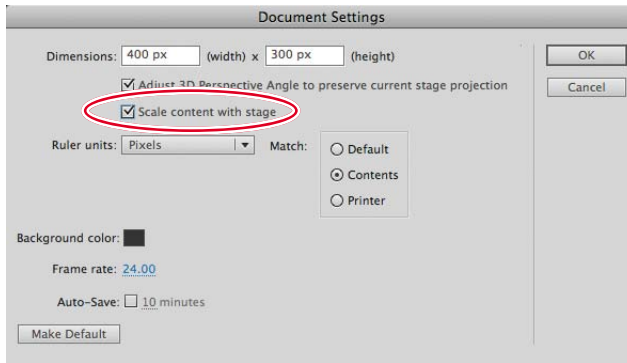 Document Settings
Dimensions: 400 px (width) x 300 px (height)
OK
Adjust 3D Perspective Angle to preserve current stage projection
Cancel
Scale content with stage
Ruler units: Pixels Match: Default
Contents
Printer
Background color:
Frame rate: 24.00
Auto-Save: 10 minutes
Make Default